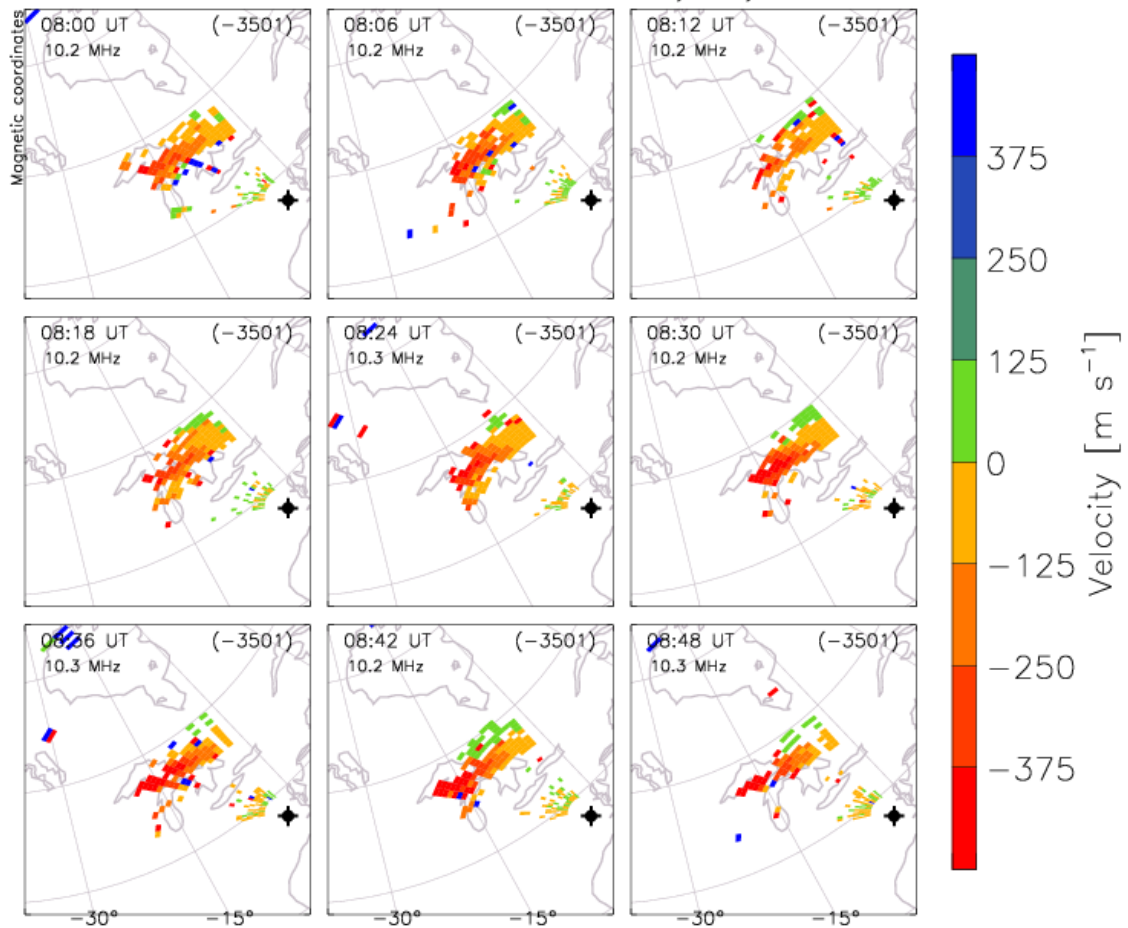 08:00 UT (-3501)
10.2 MHz
08:06 UT (-3501)
10.2 MHz
08:12 UT (-3501)
10.2 MHz
Magnetic coordinates
08:18 UT (-3501)
10.2 MHz
08:24 UT (-3501)
10.3 MHz
08:30 UT (-3501)
10.2 MHz
08:36 UT (-3501)
10.3 MHz
08:42 UT (-3501)
10.2 MHz
08:48 UT (-3501)
10.3 MHz
-30° -15°
-30° -15°
-30° -15°
375
250
125
0
-125
-250
-375
Velocity [m s⁻¹]